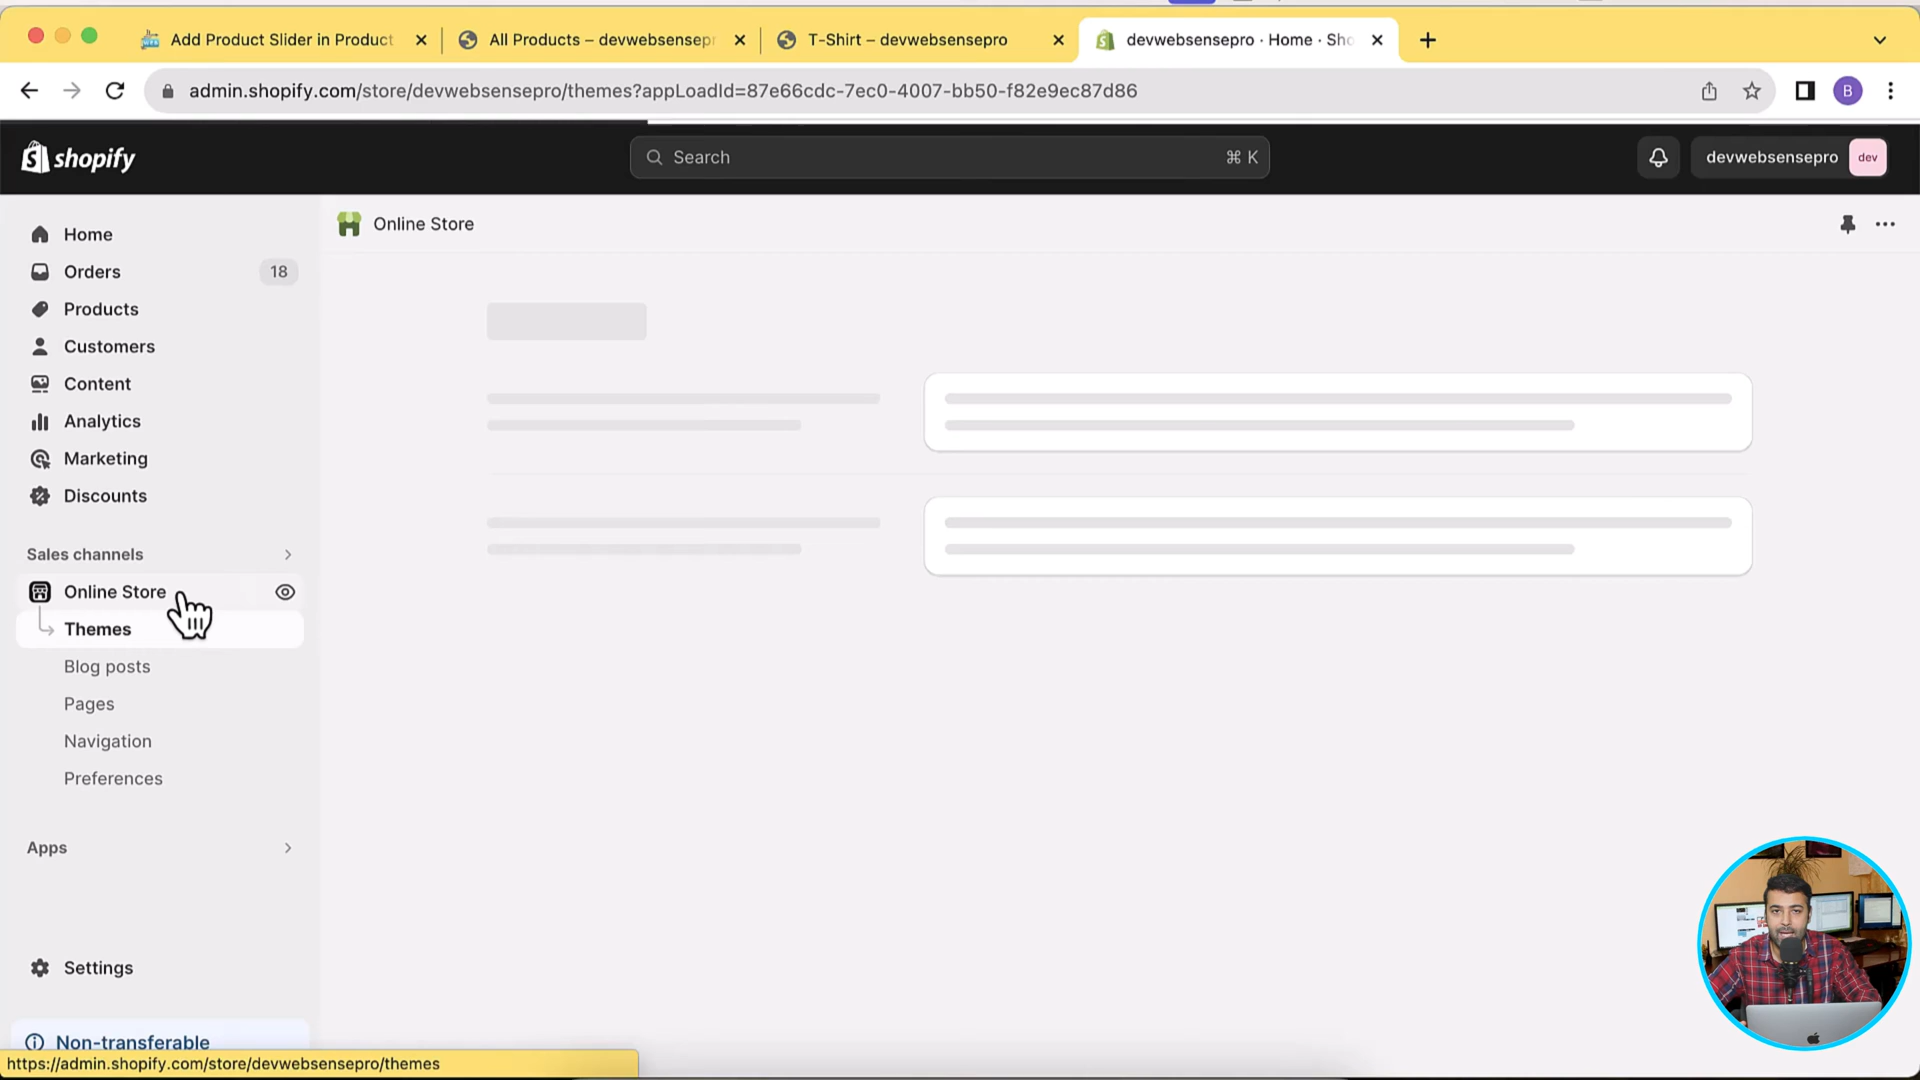 Add Product Slider in Product
All Products – devwebsensepr
T-Shirt – devwebsensepro
devwebsensepro · Home · Sho
admin.shopify.com/store/devwebsensepro/themes?appLoadId=87e66cdc-7ec0-4007-bb50-f82e9ec87d86
B
shopify
Search
⌘ K
devwebsensepro
dev
Home
Orders
18
Products
Customers
Content
Analytics
Marketing
Discounts
Sales channels
Online Store
Themes
Blog posts
Pages
Navigation
Preferences
Apps
Settings
Non-transferable
https://admin.shopify.com/store/devwebsensepro/themes
Online Store